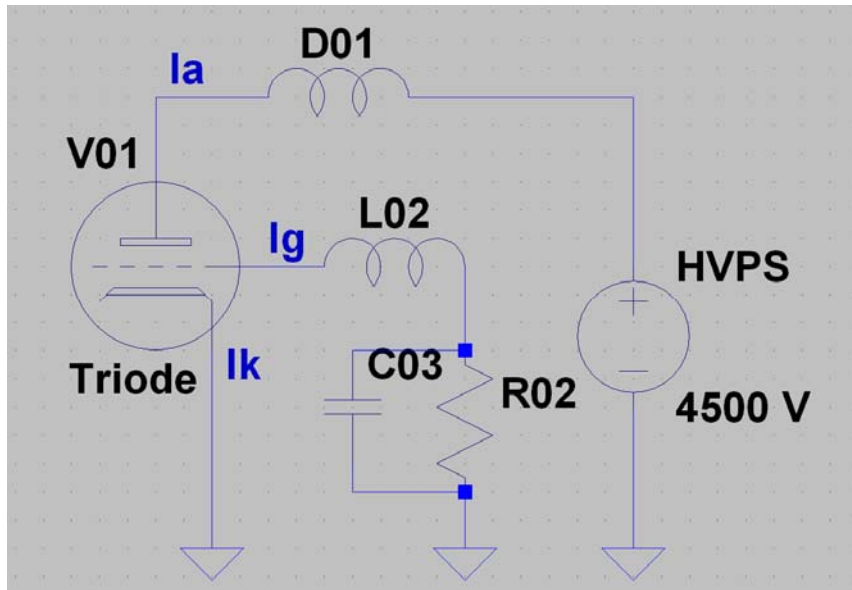 D01
Ia
V01
L02
Ig
HVPS
C03
Triode
Ik
R02
4500 V